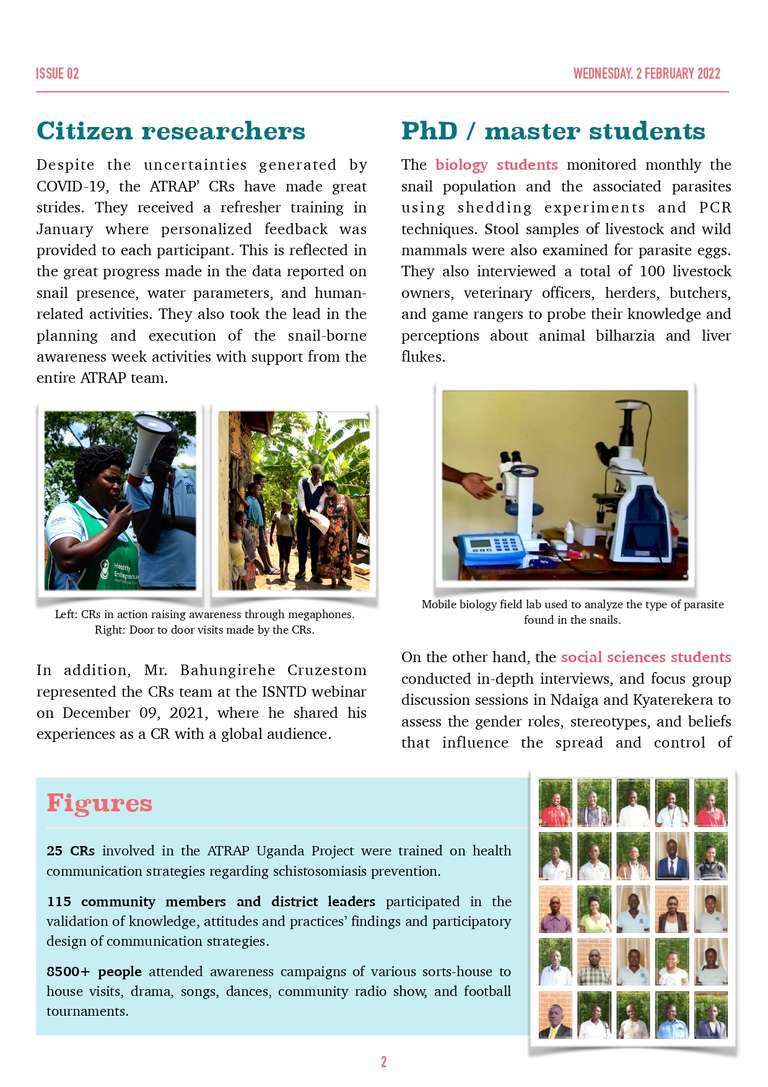 ISSUE 02
WEDNESDAY. 2 FEBRUARY 2022
Citizen researchers
Despite the uncertainties generated by
COVID-19, the ATRAP’ CRs have made great
strides. They received a refresher training in
January where personalized feedback was
provided to each participant. This is reflected in
the great progress made in the data reported on
snail presence, water parameters, and human-
related activities. They also took the lead in the
planning and execution of the snail-borne
awareness week activities with support from the
entire ATRAP team.
Healthy
Left: CRs in action raising awareness through megaphones.
Right: Door to door visits made by the CRs.
In addition, Mr. Bahungirehe Cruzestom
represented the CRs team at the ISNTD webinar
on December 09, 2021, where he shared his
experiences as a CR with a global audience.
PhD / master students
The biology students monitored monthly the
snail population and the associated parasites
using shedding experiments and PCR
techniques. Stool samples of livestock and wild
mammals were also examined for parasite eggs.
They also interviewed a total of 100 livestock
owners, veterinary officers, herders, butchers,
and game rangers to probe their knowledge and
perceptions about animal bilharzia and liver
flukes.
Mobile biology field lab used to analyze the type of parasite
found in the snails.
On the other hand, the social sciences students
conducted in-depth interviews, and focus group
discussion sessions in Ndaiga and Kyaterekera to
assess the gender roles, stereotypes, and beliefs
that influence the spread and control of
Figures
25 CRs involved in the ATRAP Uganda Project were trained on health
communication strategies regarding schistosomiasis prevention.
115 community members and district leaders participated in the
validation of knowledge, attitudes and practices’ findings and participatory
design of communication strategies.
8500+ people attended awareness campaigns of various sorts-house to
house visits, drama, songs, dances, community radio show, and football
tournaments.
2